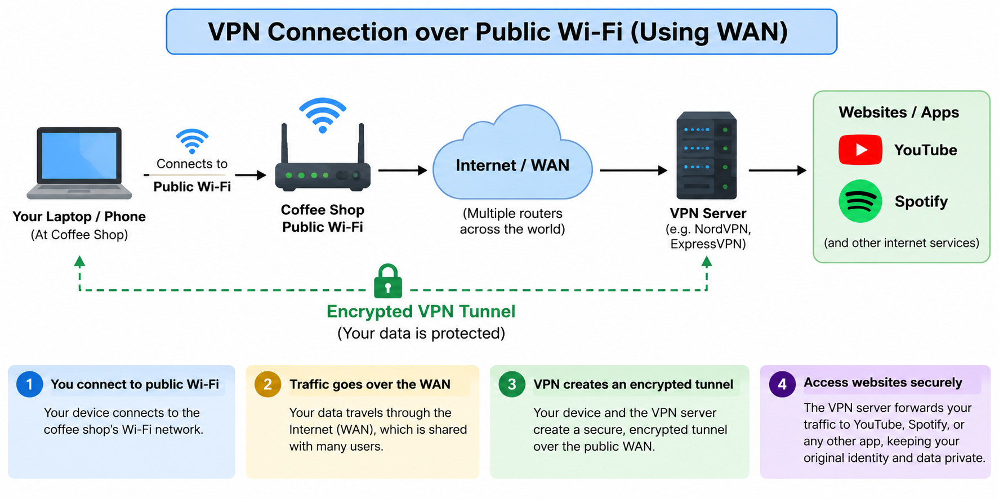 VPN Connection over Public Wi-Fi (Using WAN)
Connects to
Public Wi-Fi
Your Laptop / Phone
(At Coffee Shop)
Coffee Shop
Public Wi-Fi
Internet / WAN
(Multiple routers
across the world)
VPN Server
(e.g. NordVPN,
ExpressVPN)
Websites / Apps
YouTube
Spotify
(and other internet services)
Encrypted VPN Tunnel
(Your data is protected)
1 You connect to public Wi-Fi
Your device connects to the
coffee shop's Wi-Fi network.
2 Traffic goes over the WAN
Your data travels through the
Internet (WAN), which is shared
with many users.
3 VPN creates an encrypted tunnel
Your device and the VPN server
create a secure, encrypted tunnel
over the public WAN.
4 Access websites securely
The VPN server forwards your
traffic to YouTube, Spotify, or
any other app, keeping your
original identity and data private.